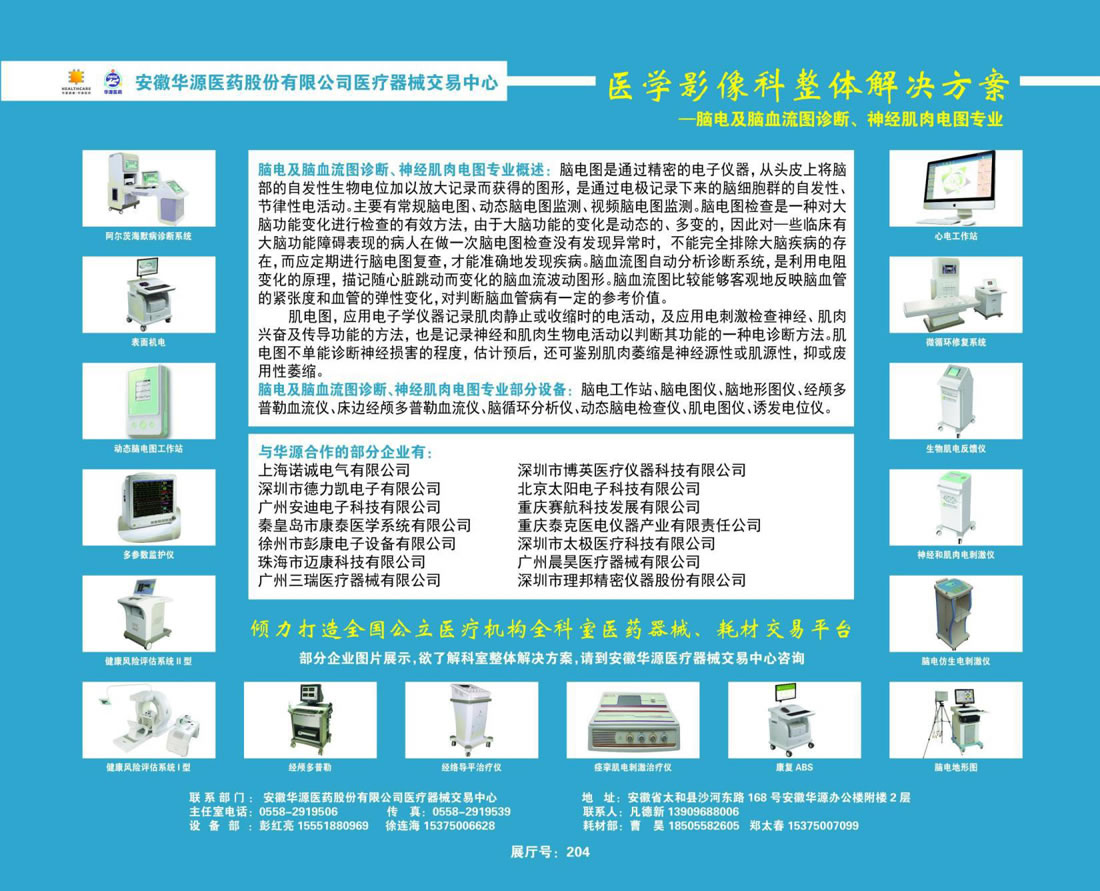 HEALTHCARE
安徽华源医药股份有限公司医疗器械交易中心
医学影像科整体解决方案
—脑电及脑血流图诊断、神经肌肉电图专业
脑电及脑血流图诊断、神经肌肉电图专业概述：脑电图是通过精密的电子仪器，从头皮上将脑
部的自发性生物电位加以放大记录而获得的图形，是通过电极记录下来的脑细胞群的自发性、
节律性电活动。主要有常规脑电图、动态脑电图监测、视频脑电图监测。脑电图检查是一种对大
脑功能变化进行检查的有效方法，由于大脑功能的变化是动态的、多变的，因此对一些临床有
大脑功能障碍表现的病人在做一次脑电图检查没有发现异常时，不能完全排除大脑疾病的存
在，而应定期进行脑电图复查，才能准确地发现疾病。脑血流图自动分析诊断系统，是利用电阻
变化的原理，描记随心脏跳动而变化的脑血流波动图形。脑血流图比较能够客观地反映脑血管
的紧张度和血管的弹性变化，对判断脑血管病有一定的参考价值。
肌电图，应用电子学仪器记录肌肉静止或收缩时的电活动，及应用电刺激检查神经、肌肉
兴奋及传导功能的方法，也是记录神经和肌肉生物电活动以判断其功能的一种电诊断方法。肌
电图不单能诊断神经损害的程度，估计预后，还可鉴别肌肉萎缩是神经源性或肌源性，抑或废
用性萎缩。
脑电及脑血流图诊断、神经肌肉电图专业部分设备：脑电工作站、脑电图仪、脑地形图仪、经颅多
普勒血流仪、床边经颅多普勒血流仪、脑循环分析仪、动态脑电检查仪、肌电图仪、诱发电位仪。
阿尔茨海默病诊断系统
表面机电
动态脑电图工作站
多参数监护仪
健康风险评估系统II型
心电工作站
微循环修复系统
生物肌电反馈仪
神经和肌肉电刺激仪
脑电仿生电刺激仪
与华源合作的部分企业有：
上海诺诚电气有限公司
深圳市博英医疗仪器科技有限公司
深圳市德力凯电子有限公司
北京太阳电子科技有限公司
广州安迪电子科技有限公司
重庆赛航科技发展有限公司
秦皇岛市康泰医学系统有限公司
重庆泰克医电仪器产业有限责任公司
徐州市彭康电子设备有限公司
深圳市太极医疗科技有限公司
珠海市迈康科技有限公司
广州晨昊医疗器械有限公司
广州三瑞医疗器械有限公司
深圳市理邦精密仪器股份有限公司
倾力打造全国公立医疗机构全科室医药器械、耗材交易平台
部分企业图片展示，欲了解科室整体解决方案，请到安徽华源医疗器械交易中心咨询
健康风险评估系统I型
经颅多普勒
经络导平治疗仪
痉挛肌电刺激治疗仪
康复ABS
脑电地形图
联系部门：安徽华源医药股份有限公司医疗器械交易中心
主任室电话：0558-2919506 传 真：0558-2919539
设 备 部：彭红亮 15551880969 徐连海 15375006628
地 址：安徽省太和县沙河东路168号安徽华源办公楼附楼2层
联系人：凡德新 13909688006
耗材部：曹 昊 18505582605 郑太春 15375007099
展厅号：204